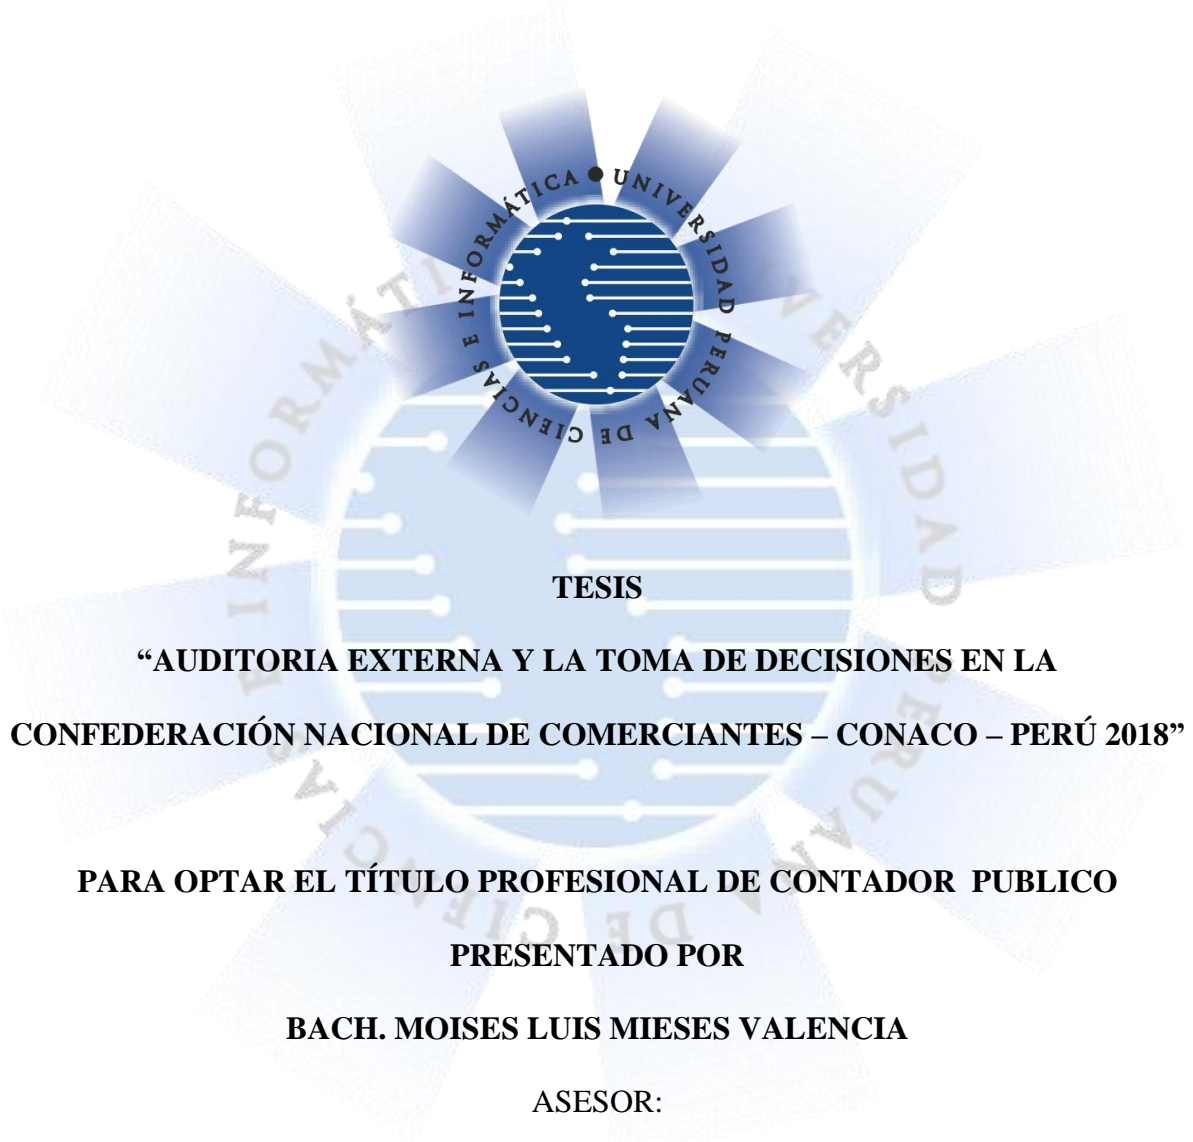 UNIVERSIDAD PERUANA DE CIENCIAS E INFORMÁTICA
TESIS
“AUDITORIA EXTERNA Y LA TOMA DE DECISIONES EN LA
CONFEDERACIÓN NACIONAL DE COMERCIANTES – CONACO – PERÚ 2018”
PARA OPTAR EL TÍTULO PROFESIONAL DE CONTADOR PUBLICO
PRESENTADO POR
BACH. MOISES LUIS MIESES VALENCIA
ASESOR: